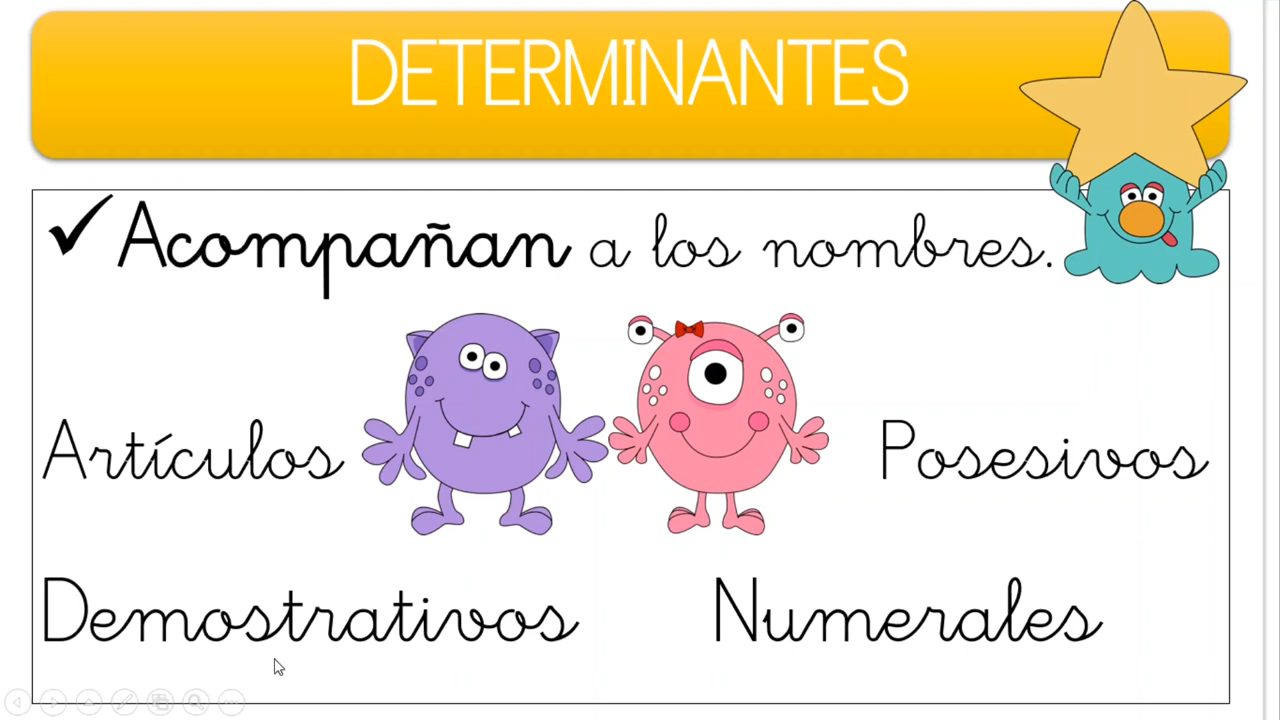 DETERMINANTES
✓ Acompañan a los nombres.
Artículos
Posesivos
Demostrativos
Numerales